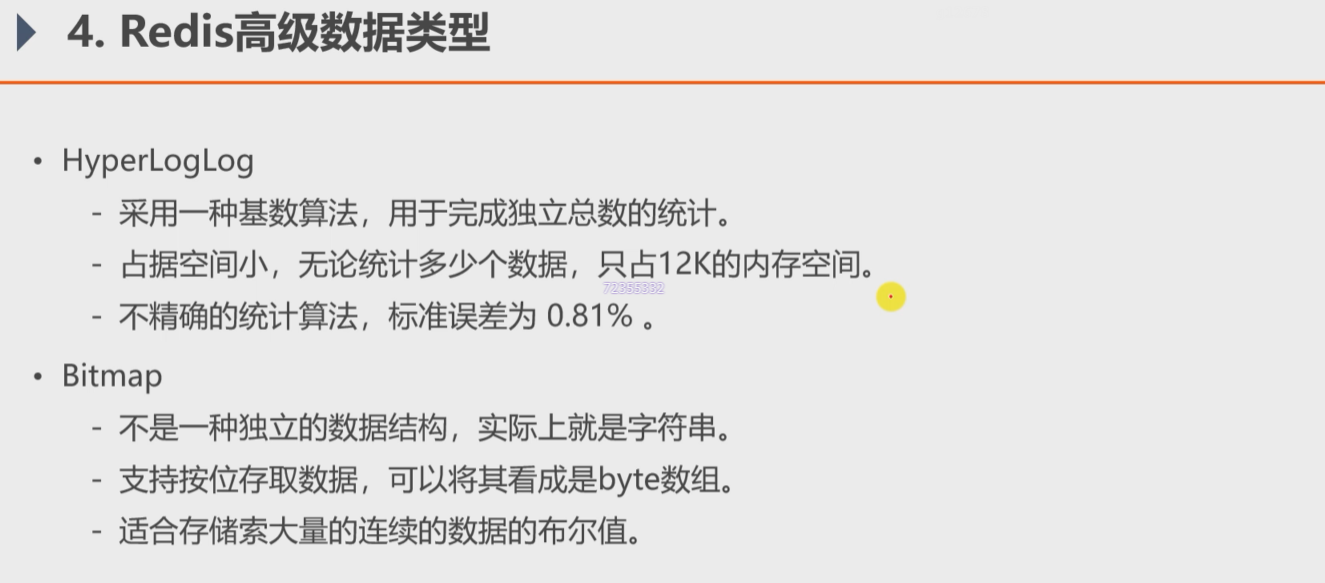 4. Redis高级数据类型
• HyperLogLog
- 采用一种基数算法，用于完成独立总数的统计。
- 占据空间小，无论统计多少个数据，只占12K的内存空间。
72355332
- 不精确的统计算法，标准误差为 0.81% 。
• Bitmap
- 不是一种独立的数据结构，实际上就是字符串。
- 支持按位存取数据，可以将其看成是byte数组。
- 适合存储索大量的连续的数据的布尔值。